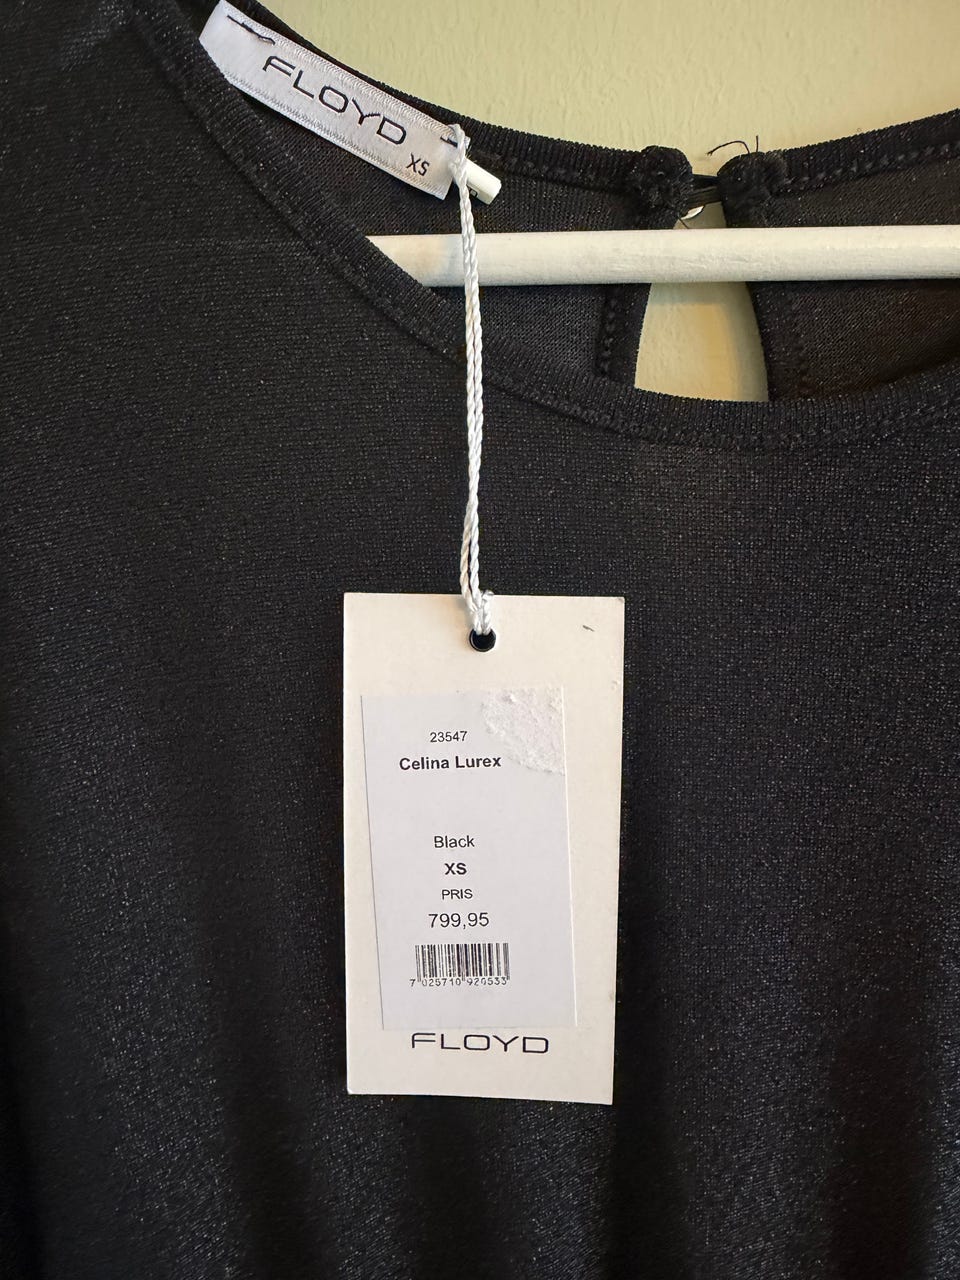 FLOYD
XS
23547
Celina Lurex
Black
XS
PRIS
799,95
7 025710 920533
FLOYD